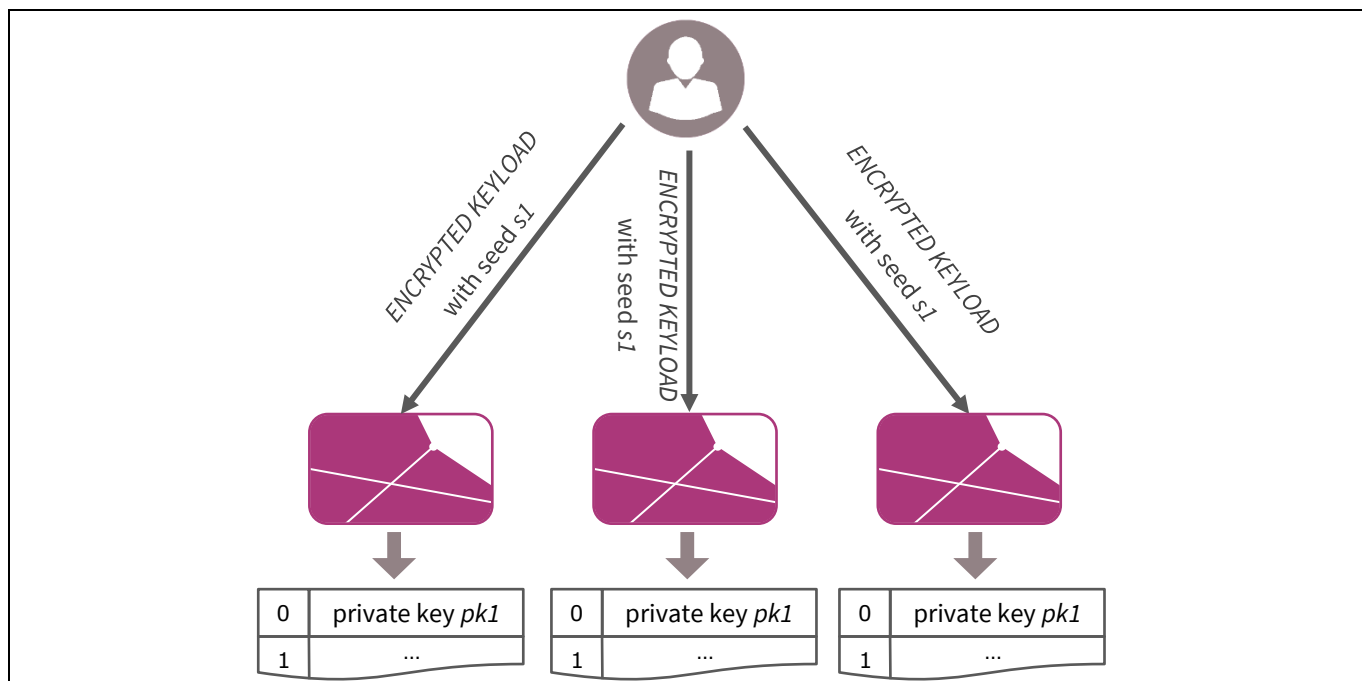 ENCRYPTED KEYLOAD
with seed s1
ENCRYPTED KEYLOAD
with seed s1
ENCRYPTED KEYLOAD
with seed s1
0 private key pk1
1 ...
0 private key pk1
1 ...
0 private key pk1
1 ...